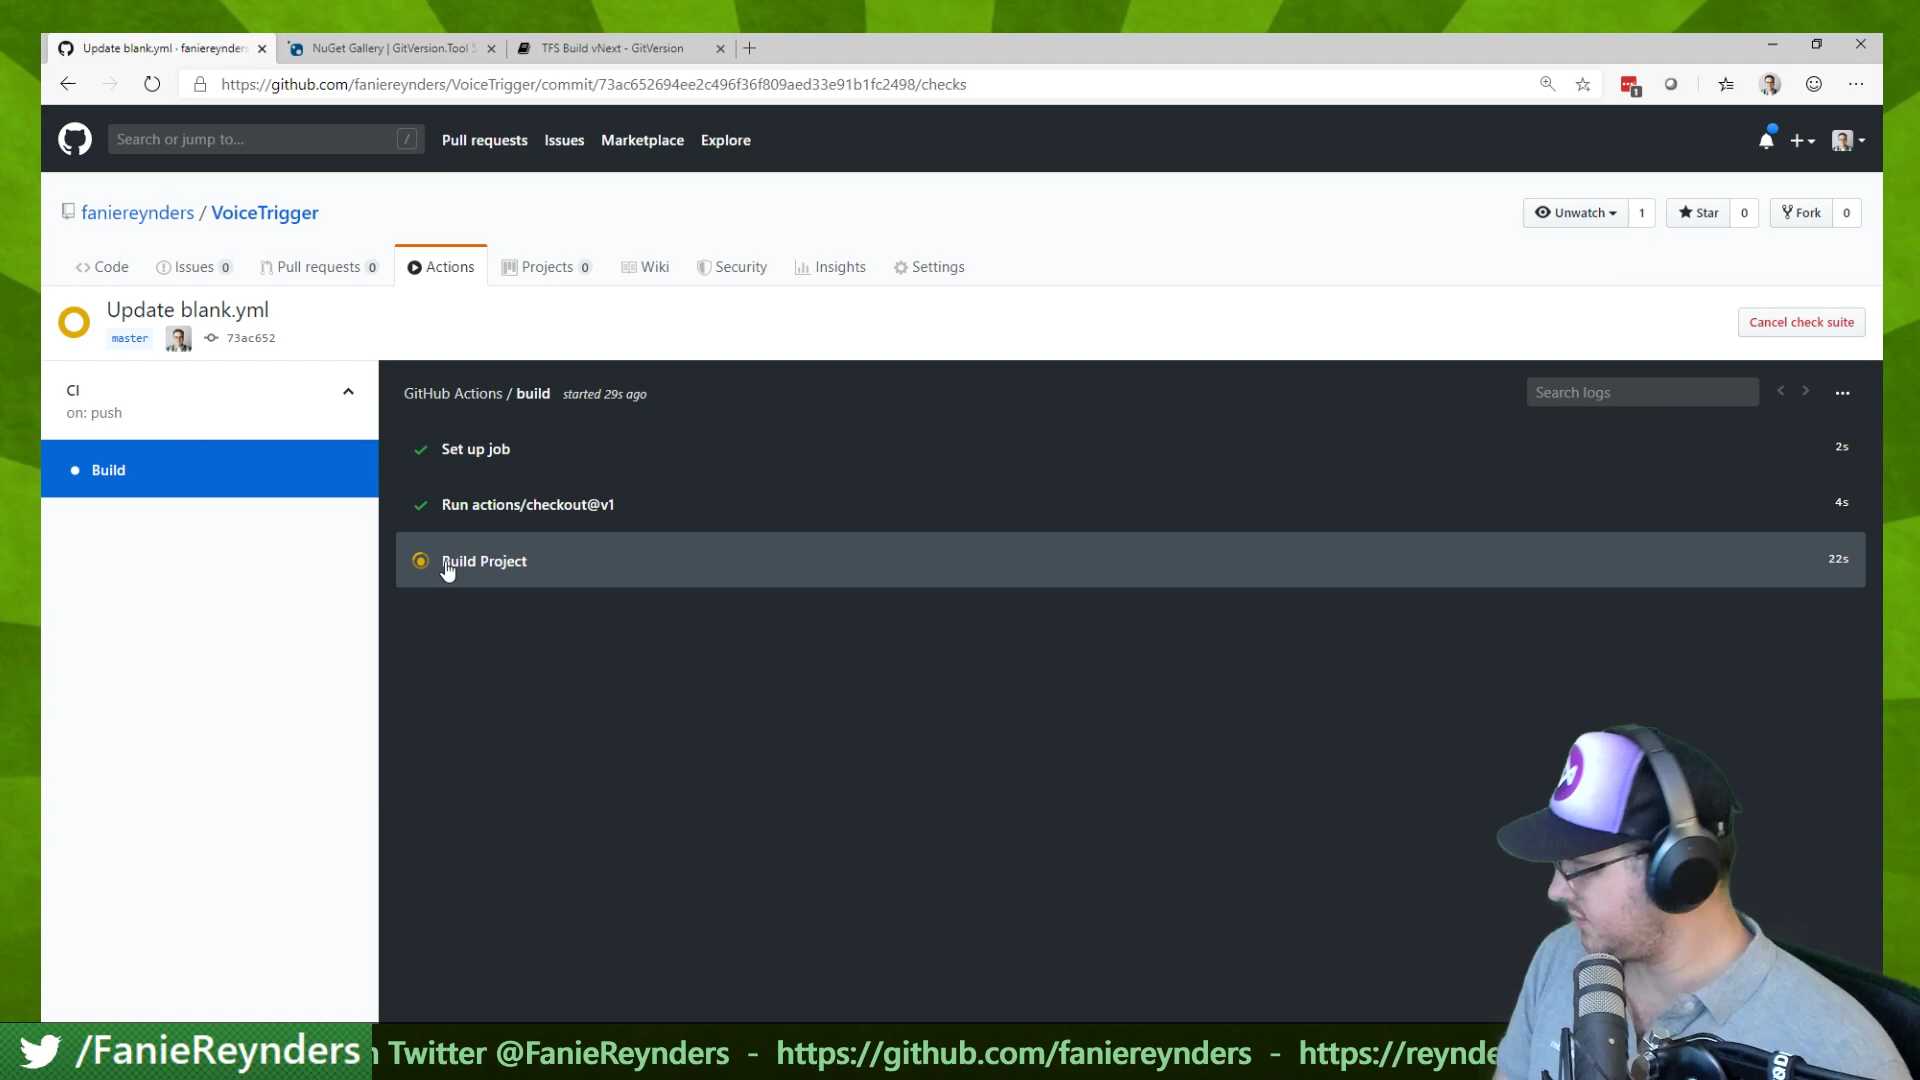 Update blank.yml · faniereynders
NuGet Gallery | GitVersion.Tool
TFS Build vNext - GitVersion
https://github.com/faniereynders/VoiceTrigger/commit/73ac652694ee2c496f36f809aed33e91b1fc2498/checks
1
Search or jump to...
/
Pull requests
Issues
Marketplace
Explore
faniereynders / VoiceTrigger
Unwatch 1
Star 0
Fork 0
Code
Issues 0
Pull requests 0
Actions
Projects 0
Wiki
Security
Insights
Settings
Update blank.yml
master
73ac652
Cancel check suite
CI
on: push
Build
GitHub Actions / build started 29s ago
Search logs
Set up job 2s
Run actions/checkout@v1 4s
Build Project 22s
/FanieReynders
Twitter @FanieReynders - https://github.com/faniereynders - https://reynde